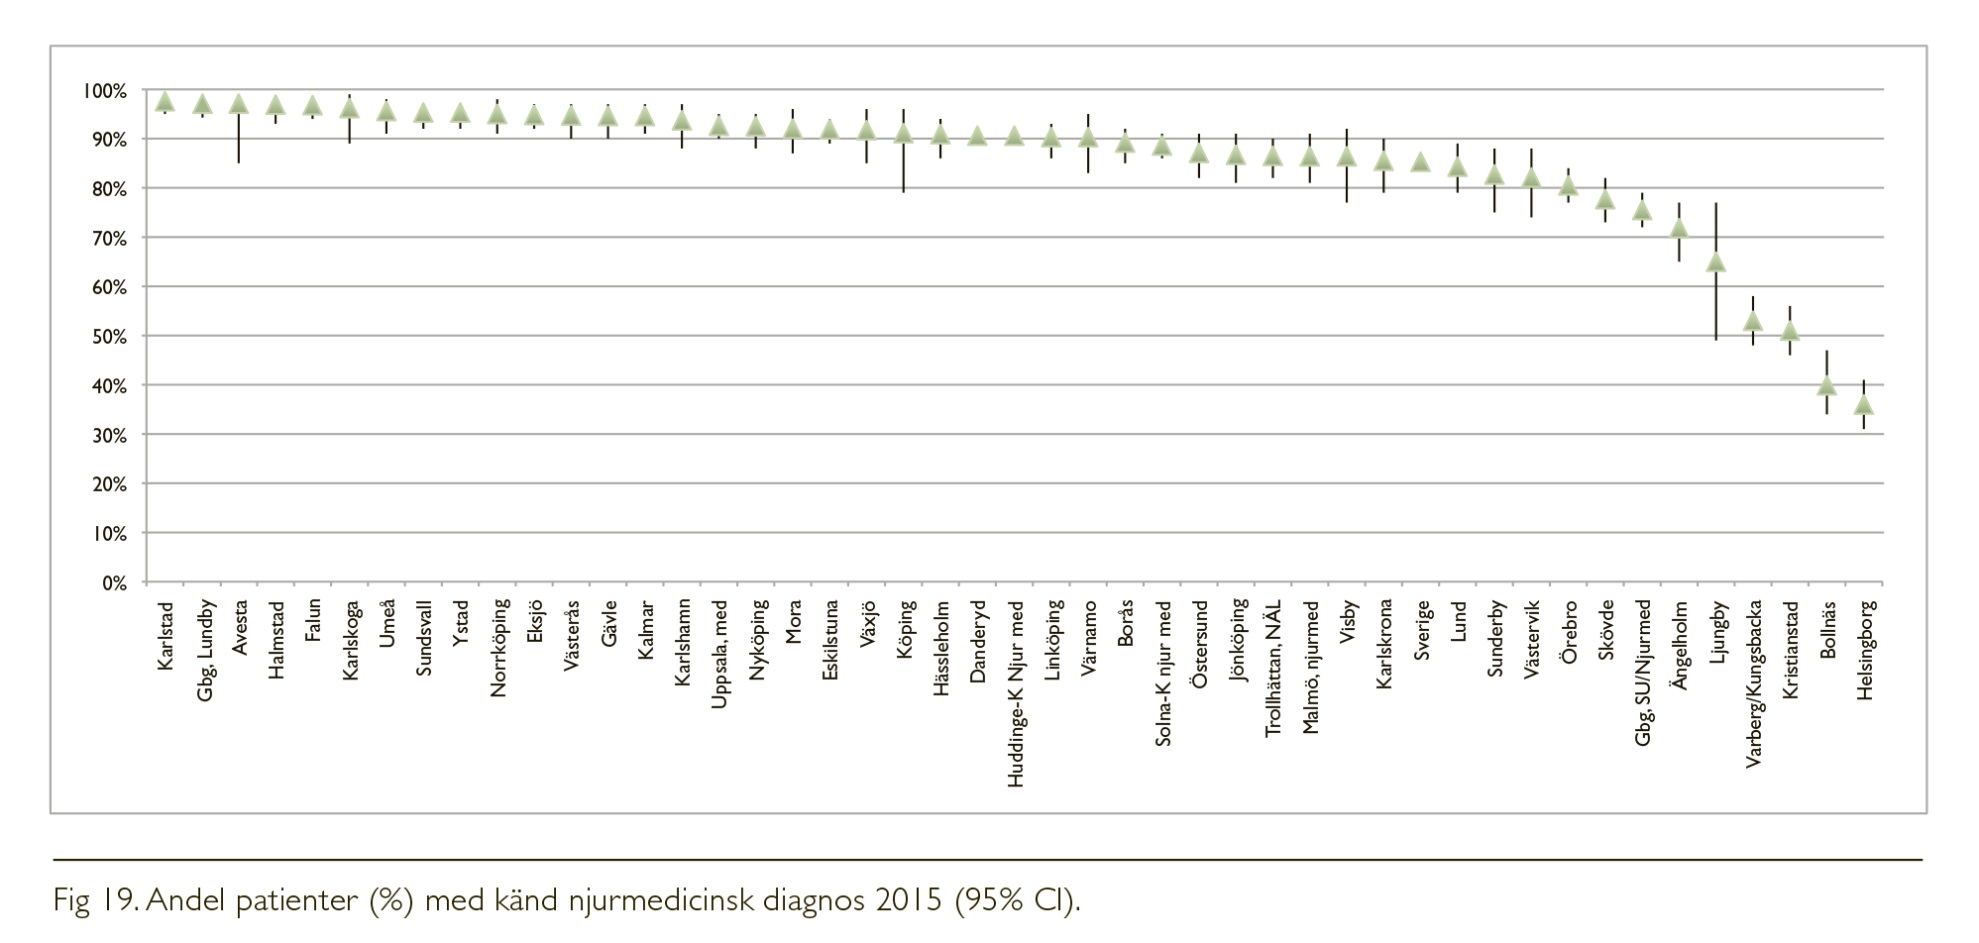 100%
90%
80%
70%
60%
50%
40%
30%
20%
10%
0%
Karlstad
Gbg, Lundby
Avesta
Halmstad
Falun
Karlskoga
Umeå
Sundsvall
Ystad
Norrköping
Eksjö
Västerås
Gävle
Kalmar
Karlshamn
Uppsala, med
Nyköping
Mora
Eskilstuna
Växjö
Köping
Hässleholm
Danderyd
Huddinge-K Njur med
Linköping
Värnamo
Borås
Solna-K njur med
Östersund
Jönköping
Trollhättan, NÄL
Malmö, njurmed
Visby
Karlskrona
Sverige
Lund
Sunderby
Västervik
Örebro
Skövde
Gbg, SU/Njurmed
Ängelholm
Ljungby
Varberg/Kungsbacka
Kristianstad
Bollnäs
Helsingborg
Fig 19. Andel patienter (%) med känd njurmedicinsk diagnos 2015 (95% CI).